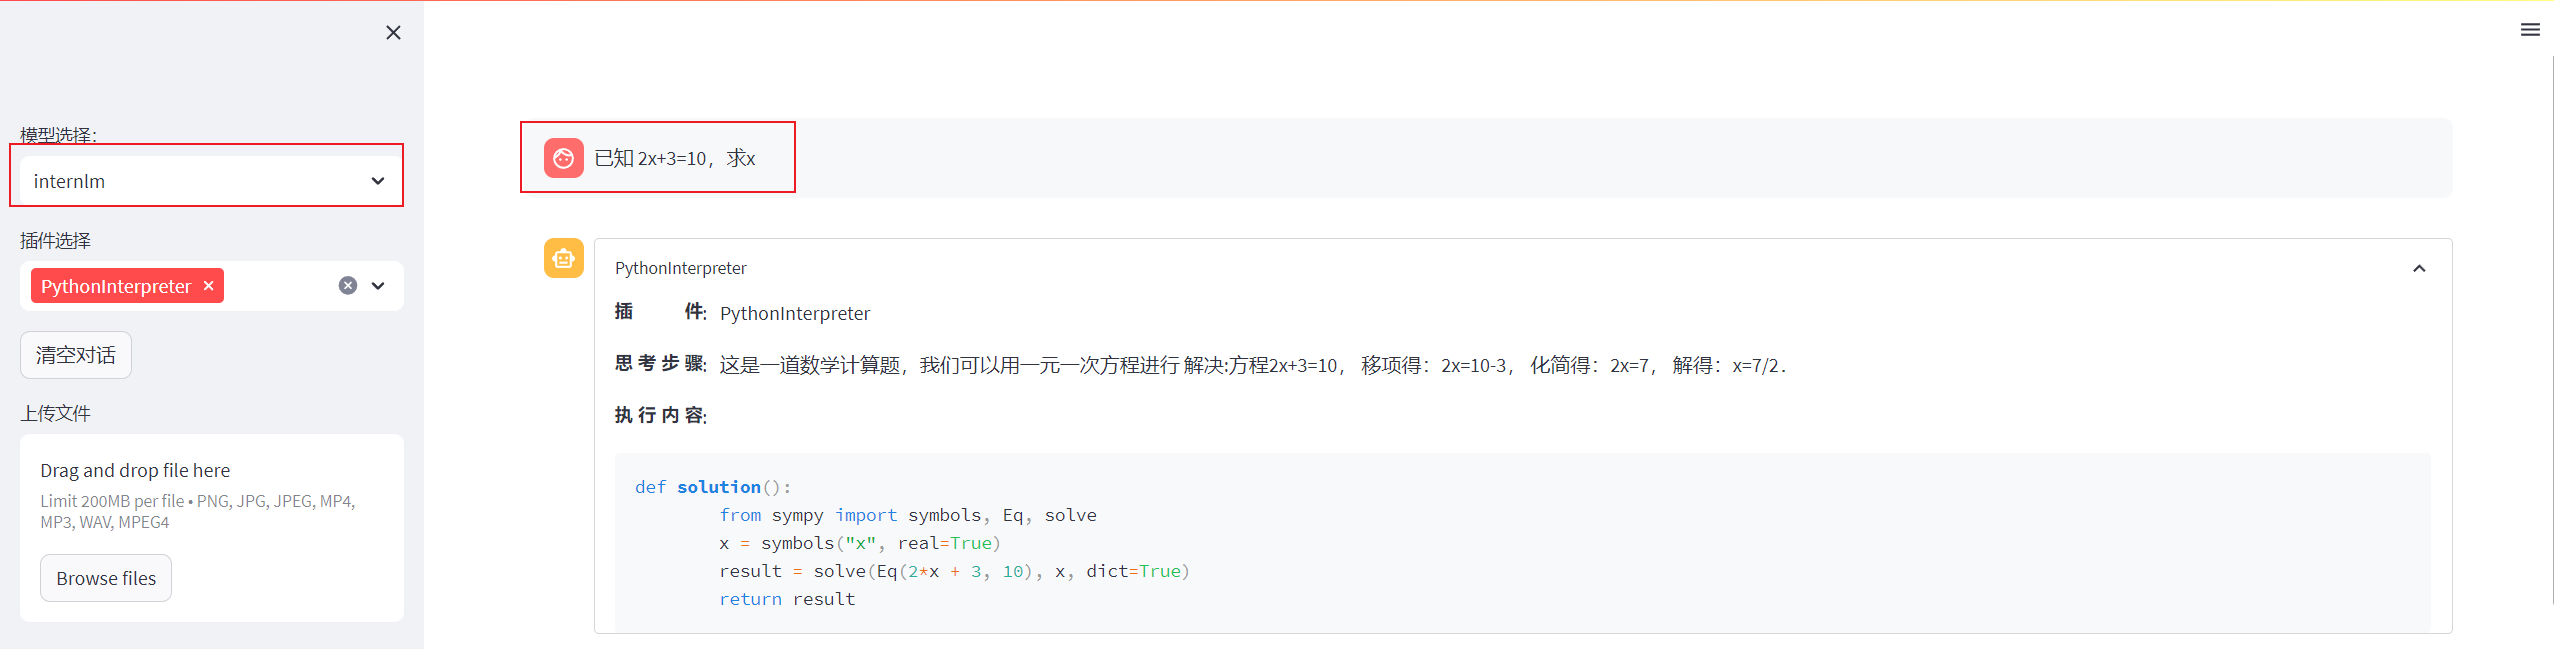 模型选择：
internlm
插件选择
PythonInterpreter
清空对话
上传文件
Drag and drop file here
Limit 200MB per file • PNG, JPG, JPEG, MP4,
MP3, WAV, MPEG4
Browse files
已知 2x+3=10，求x
PythonInterpreter
插 件: PythonInterpreter
思 考 步 骤: 这是一道数学计算题，我们可以用一元一次方程进行 解决:方程2x+3=10， 移项得：2x=10-3， 化简得：2x=7， 解得：x=7/2．
执 行 内 容:
def solution():
from sympy import symbols, Eq, solve
x = symbols("x", real=True)
result = solve(Eq(2*x + 3, 10), x, dict=True)
return result